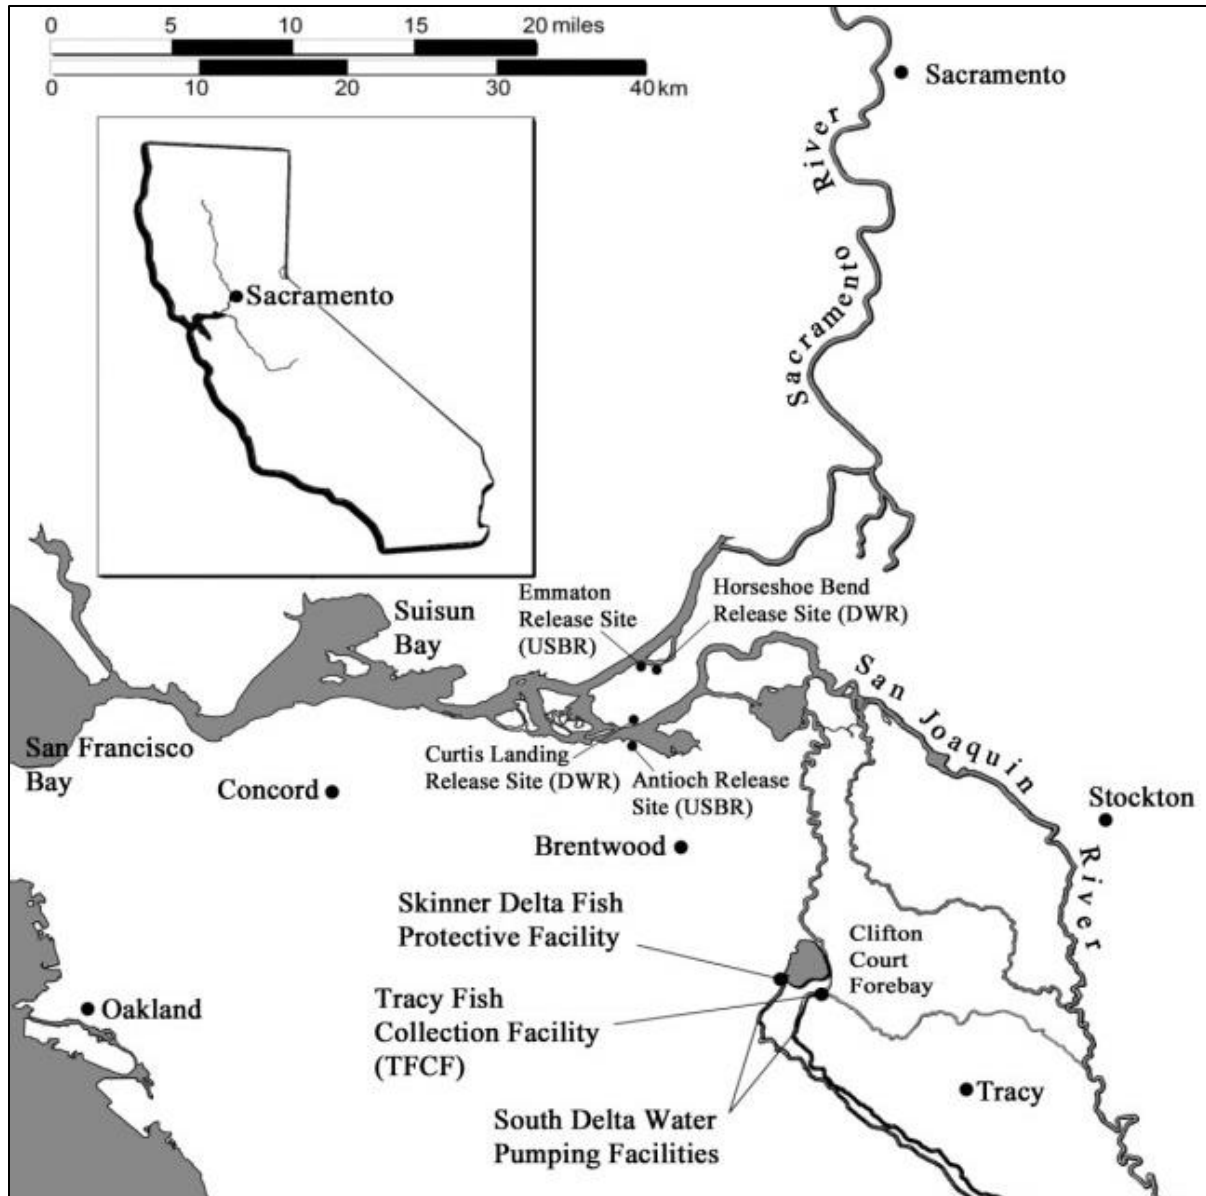 0 5 10 15 20 miles
0 10 20 30 40 km
Sacramento
Sacramento River
Sacramento
Emmaton
Release Site
(USBR)
Horseshoe Bend
Release Site (DWR)
Suisun
Bay
San Joaquin River
San Francisco
Bay
Curtis Landing
Release Site (DWR)
Antioch Release
Site (USBR)
Concord
Stockton
Brentwood
Skinner Delta Fish
Protective Facility
Clifton
Court
Forebay
Oakland
Tracy Fish
Collection Facility
(TFCF)
Tracy
South Delta Water
Pumping Facilities